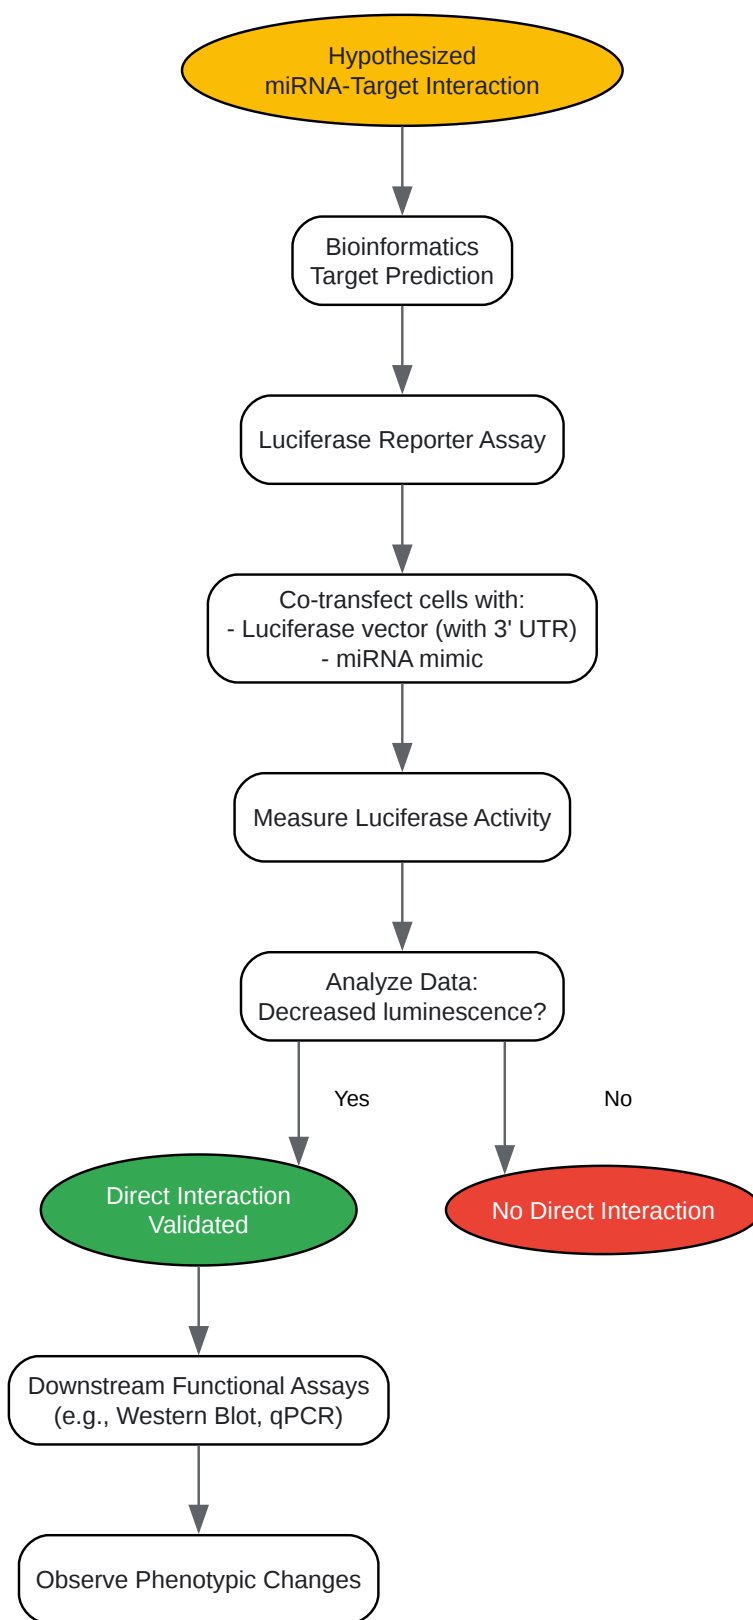 Hypothesized
miRNA-Target Interaction
Bioinformatics
Target Prediction
Luciferase Reporter Assay
Co-transfect cells with:
- Luciferase vector (with 3' UTR)
- miRNA mimic
Measure Luciferase Activity
Analyze Data:
Decreased luminescence?
Yes
No
Direct Interaction
Validated
No Direct Interaction
Downstream Functional Assays
(e.g., Western Blot, qPCR)
Observe Phenotypic Changes